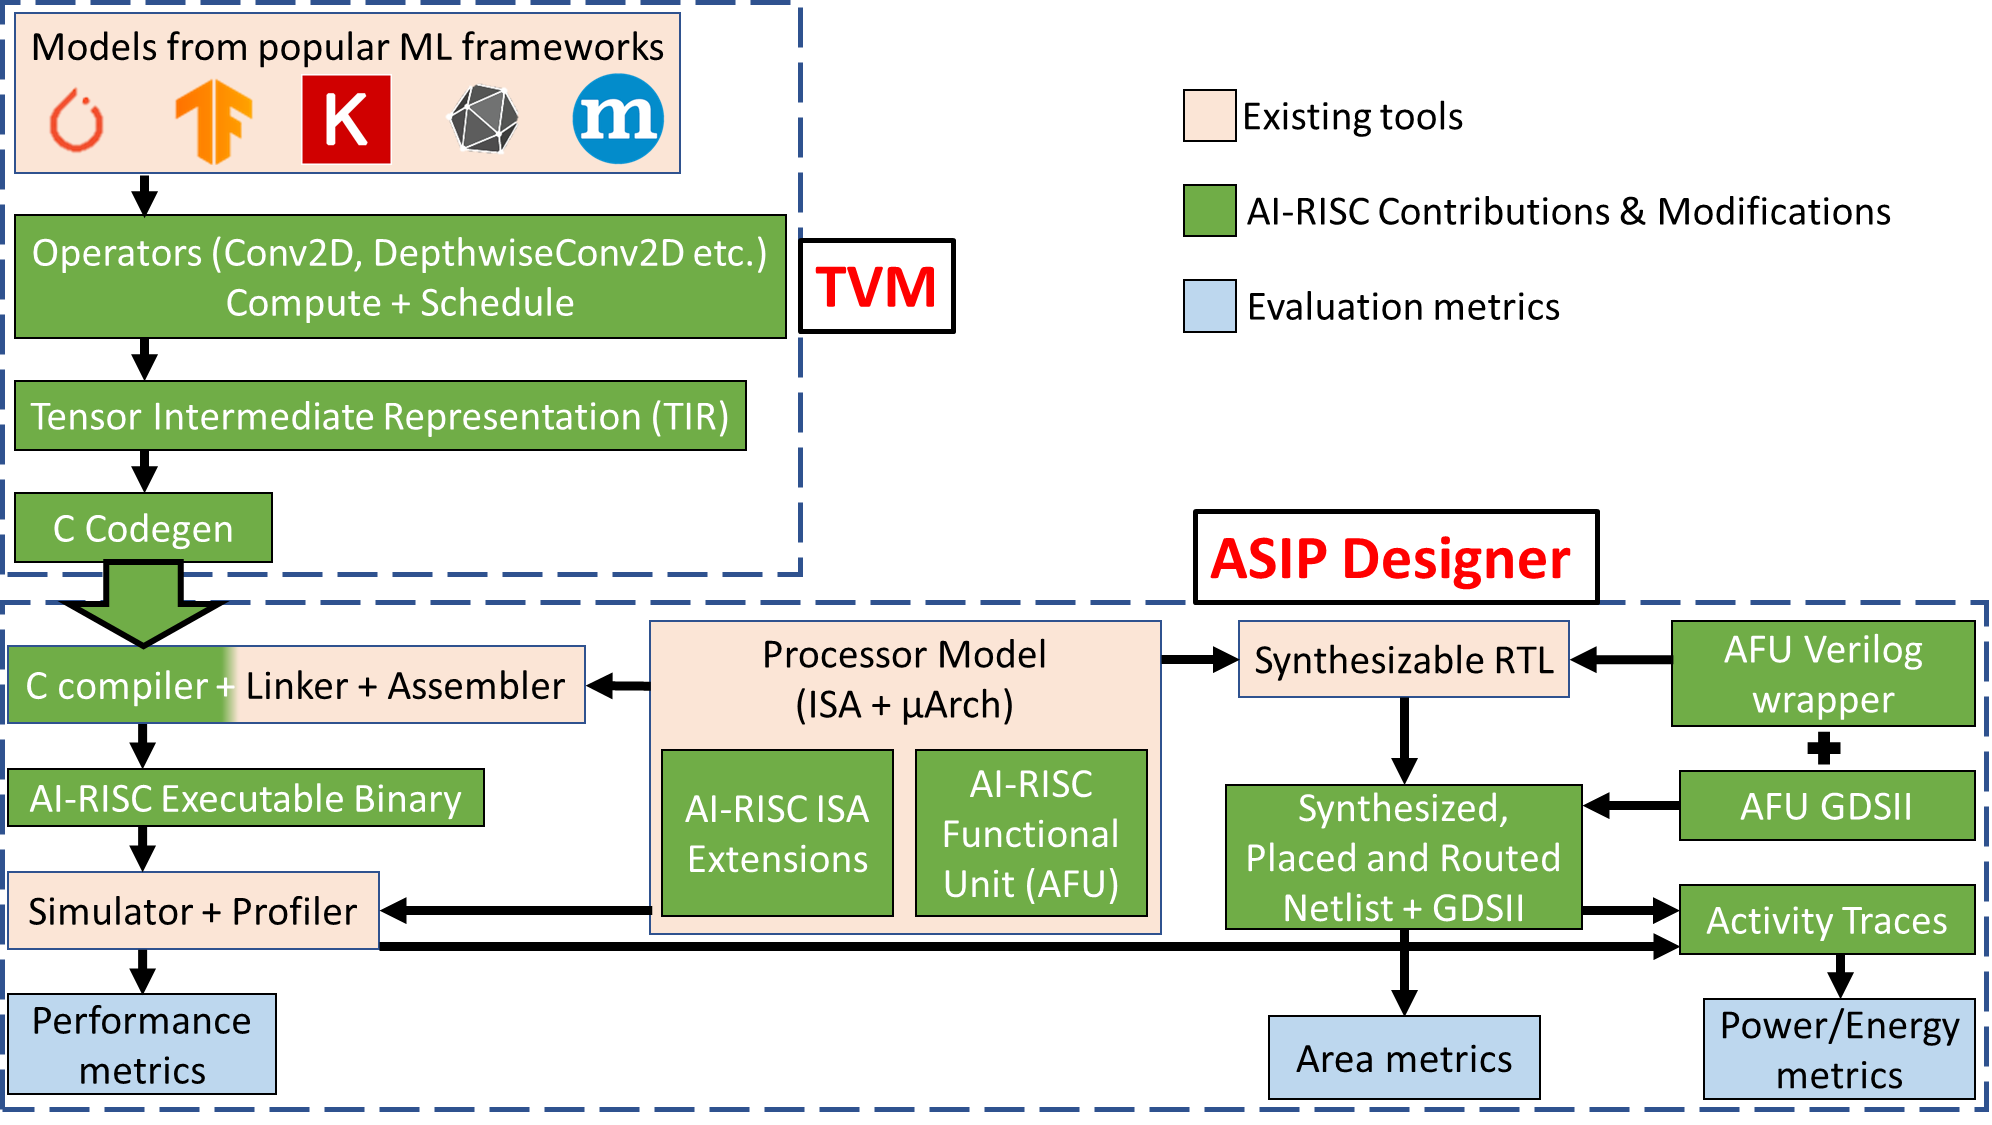 Models from popular ML frameworks
K
m
Existing tools
AI-RISC Contributions & Modifications
Evaluation metrics
Operators (Conv2D, DepthwiseConv2D etc.)
Compute + Schedule
TVM
Tensor Intermediate Representation (TIR)
C Codegen
ASIP Designer
C compiler + Linker + Assembler
AI-RISC Executable Binary
Simulator + Profiler
Performance
metrics
Processor Model
(ISA + μArch)
AI-RISC ISA
Extensions
AI-RISC
Functional
Unit (AFU)
Synthesizable RTL
Synthesized,
Placed and Routed
Netlist + GDSII
Area metrics
AFU Verilog
wrapper
AFU GDSII
Activity Traces
Power/Energy
metrics